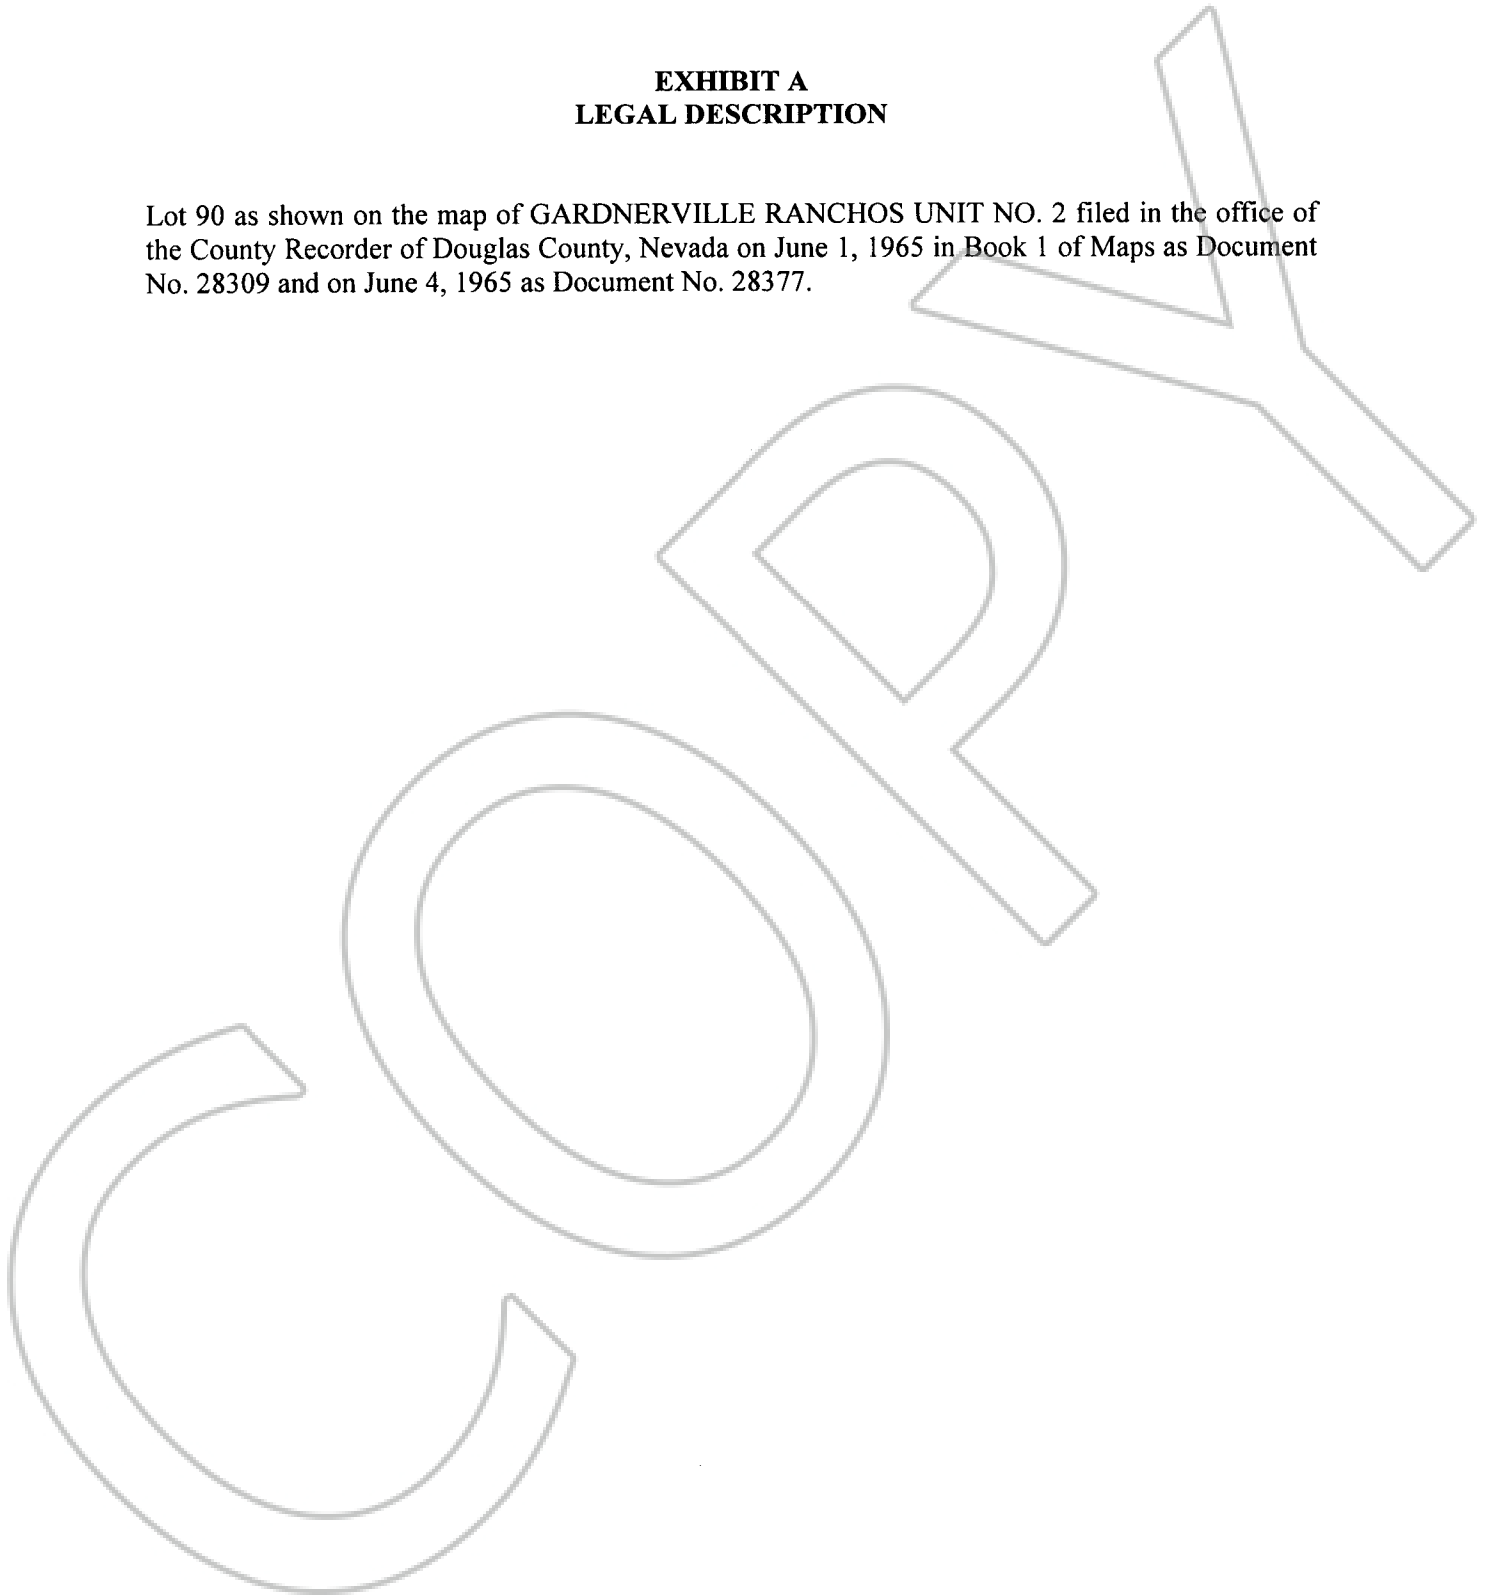 EXHIBIT A
LEGAL DESCRIPTION
Lot 90 as shown on the map of GARDNERVILLE RANCHOS UNIT NO. 2 filed in the office of
the County Recorder of Douglas County, Nevada on June 1, 1965 in Book 1 of Maps as Document
No. 28309 and on June 4, 1965 as Document No. 28377.
COPY